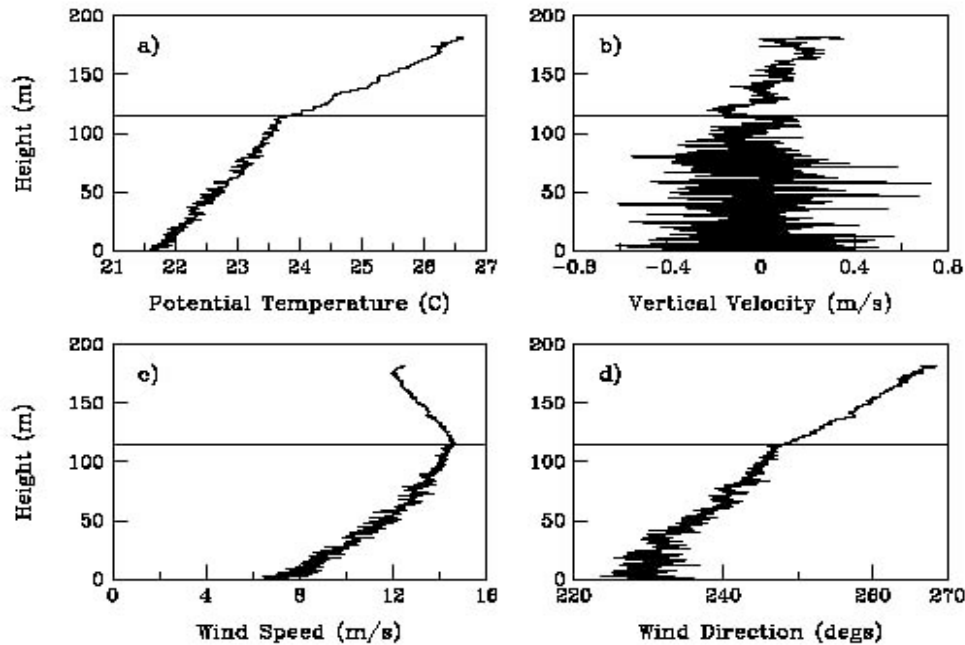 200
a)
150
100
50
0
Height (m)
21 22 23 24 25 26 27
Potential Temperature (C)
200
b)
150
100
50
0
-0.8 -0.4 0 0.4 0.8
Vertical Velocity (m/s)
200
c)
150
100
50
0
Height (m)
0 4 8 12 16
Wind Speed (m/s)
200
d)
150
100
50
0
220 240 260 270
Wind Direction (degs)